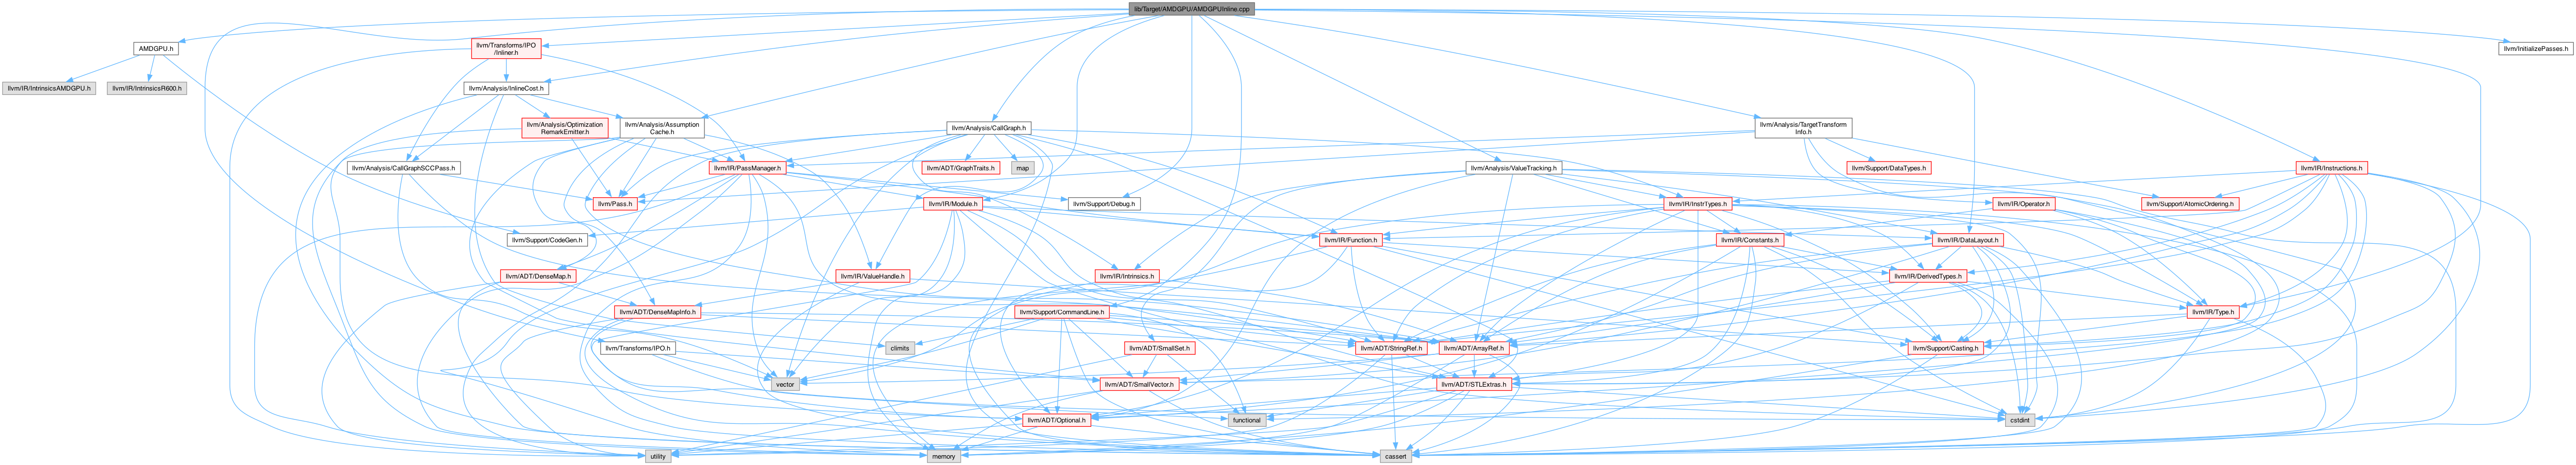 lib/Target/AMDGPU/AMDGPUInline.cpp
AMDGPU.h
llvm/Transforms/IPO
/Inliner.h
llvm/InitializePasses.h
llvm/IR/IntrinsicsAMDGPU.h
llvm/IR/IntrinsicsR600.h
llvm/Analysis/InlineCost.h
llvm/Analysis/Optimization
RemarkEmitter.h
llvm/Analysis/Assumption
Cache.h
llvm/Analysis/CallGraph.h
llvm/Analysis/TargetTransform
Info.h
llvm/Analysis/CallGraphSCCPass.h
llvm/IR/PassManager.h
llvm/ADT/GraphTraits.h
map
llvm/Analysis/ValueTracking.h
llvm/Support/DataTypes.h
llvm/IR/Instructions.h
llvm/Pass.h
llvm/IR/Module.h
llvm/Support/Debug.h
llvm/IR/InstrTypes.h
llvm/IR/Operator.h
llvm/Support/AtomicOrdering.h
llvm/Support/CodeGen.h
llvm/IR/Function.h
llvm/IR/Constants.h
llvm/IR/DataLayout.h
llvm/ADT/DenseMap.h
llvm/IR/ValueHandle.h
llvm/IR/Intrinsics.h
llvm/IR/DerivedTypes.h
llvm/ADT/DenseMapInfo.h
llvm/Support/CommandLine.h
llvm/IR/Type.h
llvm/Transforms/IPO.h
climits
llvm/ADT/SmallSet.h
llvm/ADT/StringRef.h
llvm/ADT/ArrayRef.h
llvm/Support/Casting.h
vector
llvm/ADT/SmallVector.h
llvm/ADT/STLExtras.h
llvm/ADT/Optional.h
functional
cstdint
utility
memory
cassert